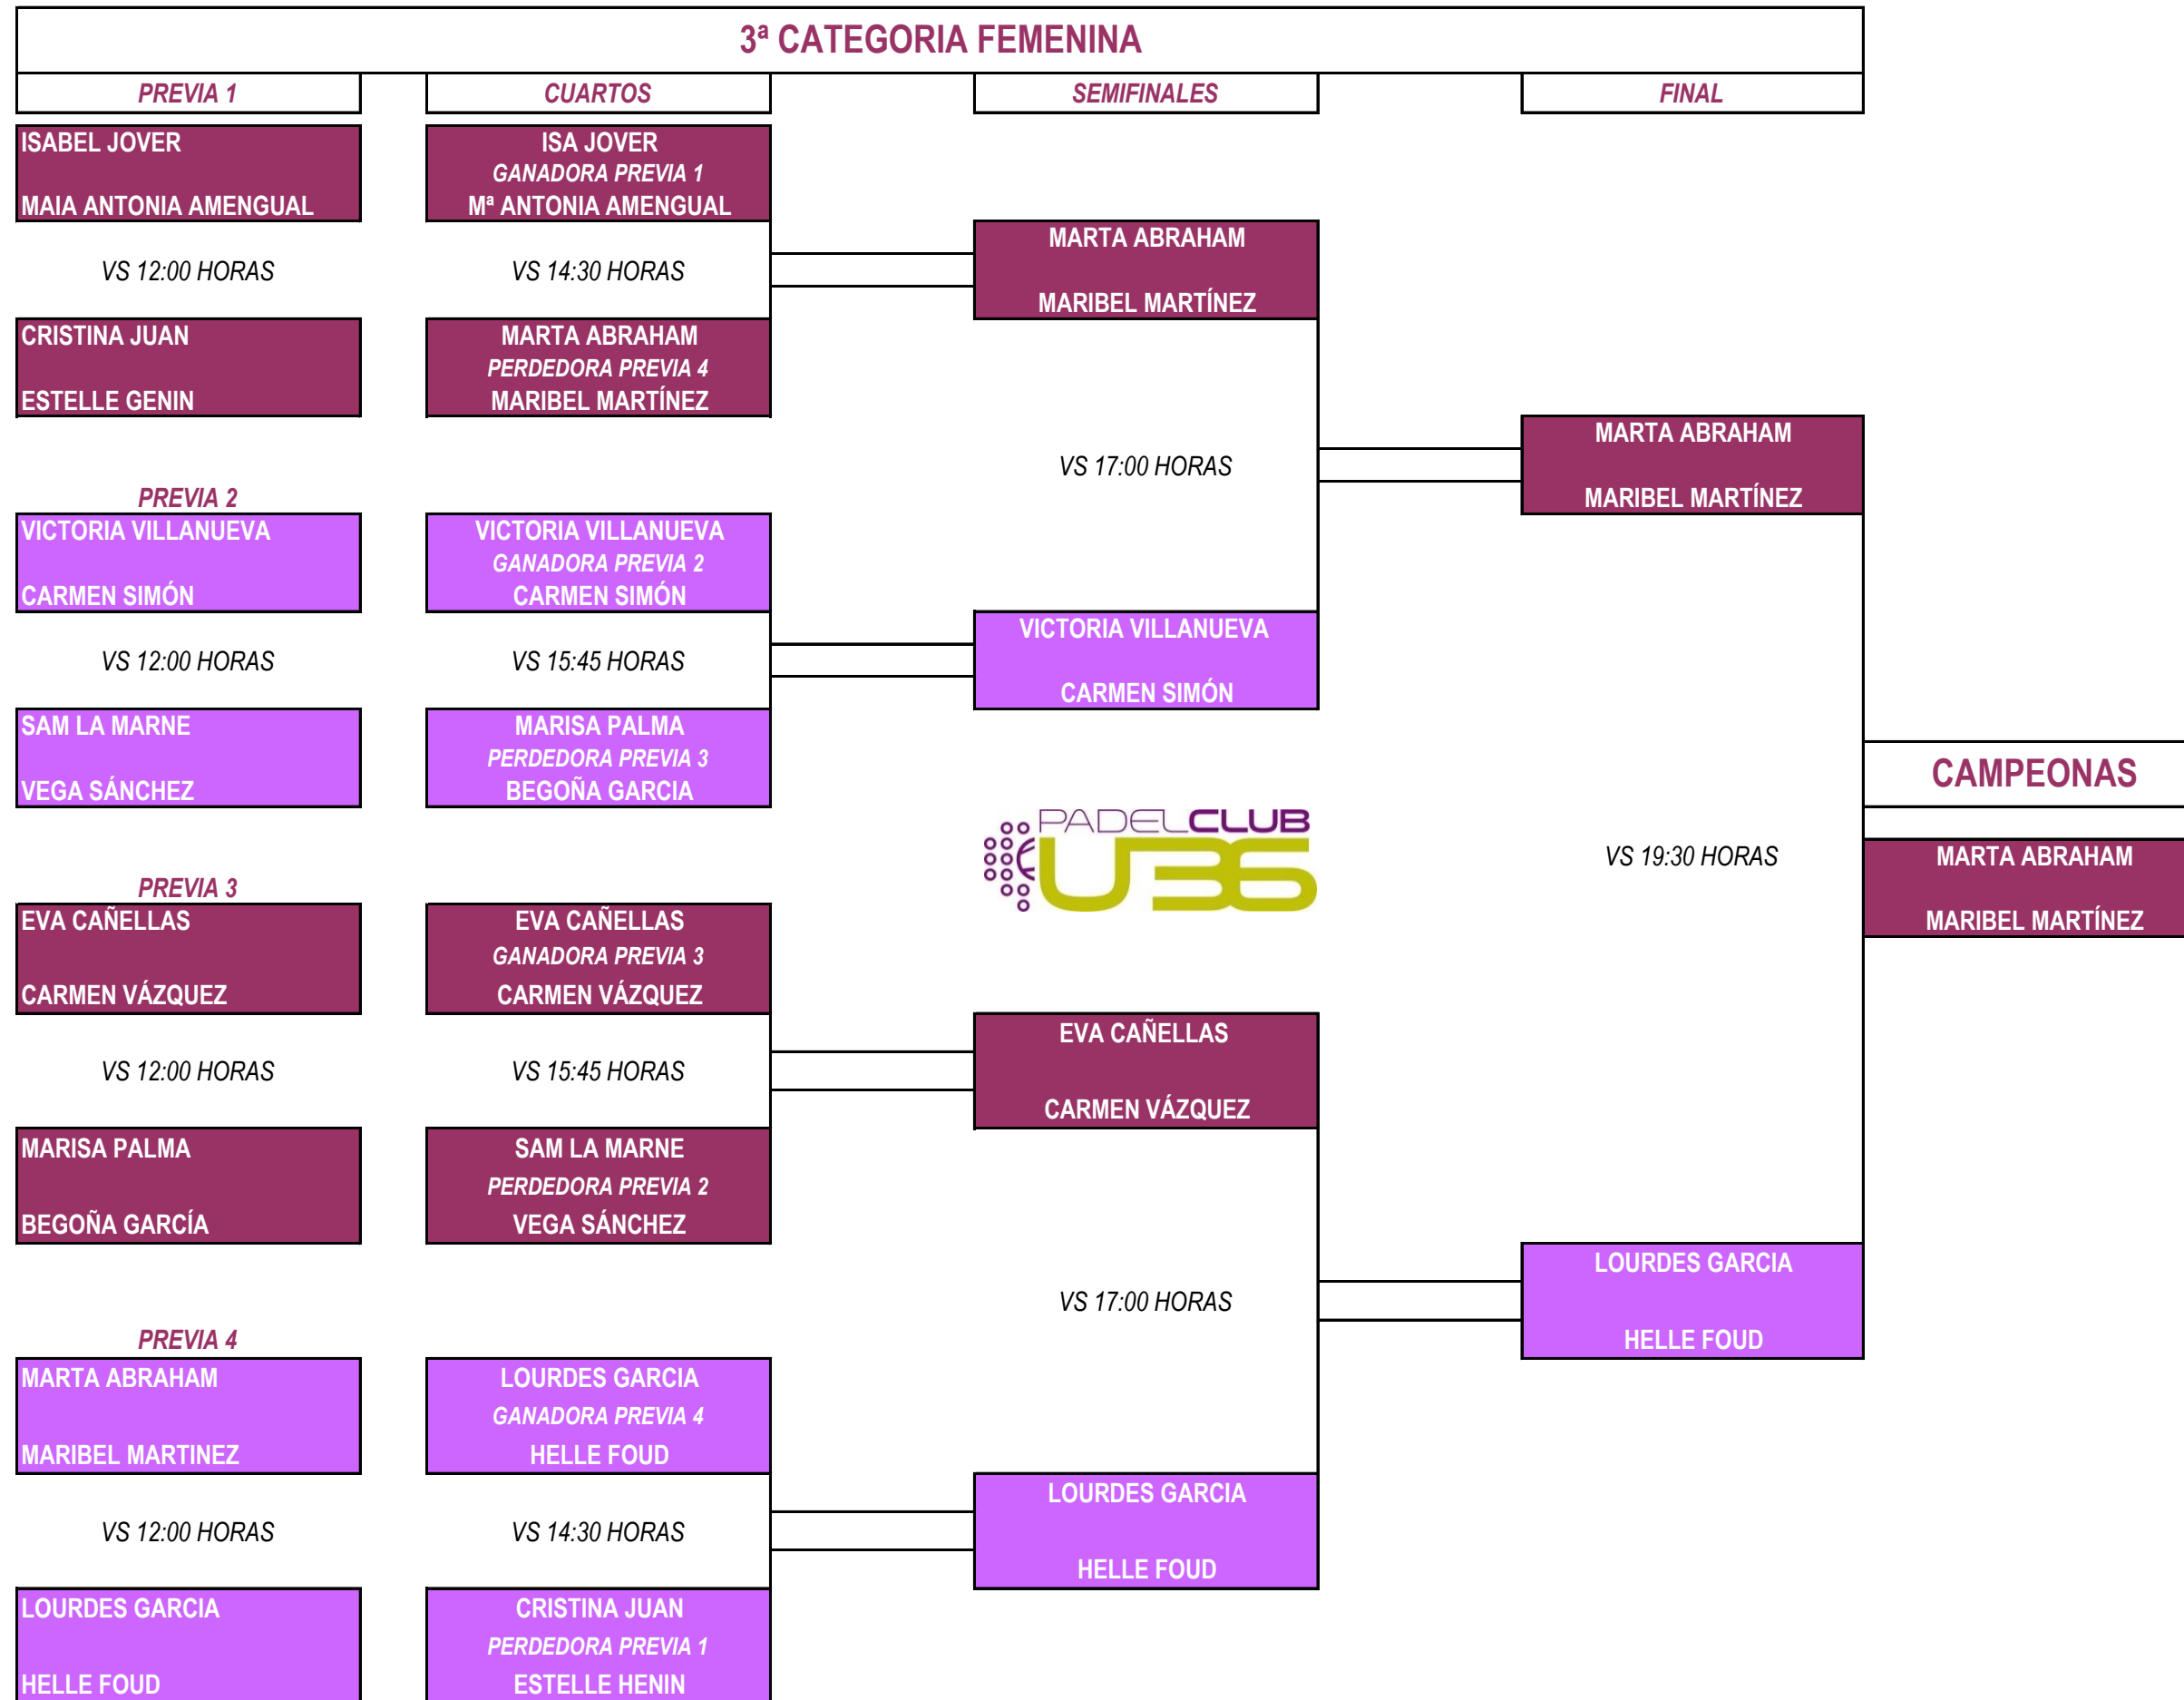 3ª CATEGORIA FEMENINA
PREVIA 1
CUARTOS
SEMIFINALES
FINAL
ISABEL JOVER
MAIA ANTONIA AMENGUAL
VS 12:00 HORAS
CRISTINA JUAN
ESTELLE GENIN
PREVIA 2
VICTORIA VILLANUEVA
CARMEN SIMÓN
VS 12:00 HORAS
SAM LA MARNE
VEGA SÁNCHEZ
PREVIA 3
EVA CAÑELLAS
CARMEN VÁZQUEZ
VS 12:00 HORAS
MARISA PALMA
BEGOÑA GARCÍA
PREVIA 4
MARTA ABRAHAM
MARIBEL MARTINEZ
VS 12:00 HORAS
LOURDES GARCIA
HELLE FOUD
ISA JOVER
GANADORA PREVIA 1
Mª ANTONIA AMENGUAL
VS 14:30 HORAS
MARTA ABRAHAM
PERDEDORA PREVIA 4
MARIBEL MARTÍNEZ
VICTORIA VILLANUEVA
GANADORA PREVIA 2
CARMEN SIMÓN
VS 15:45 HORAS
MARISA PALMA
PERDEDORA PREVIA 3
BEGOÑA GARCIA
EVA CAÑELLAS
GANADORA PREVIA 3
CARMEN VÁZQUEZ
VS 15:45 HORAS
SAM LA MARNE
PERDEDORA PREVIA 2
VEGA SÁNCHEZ
LOURDES GARCIA
GANADORA PREVIA 4
HELLE FOUD
VS 14:30 HORAS
CRISTINA JUAN
PERDEDORA PREVIA 1
ESTELLE HENIN
MARTA ABRAHAM
MARIBEL MARTÍNEZ
VS 17:00 HORAS
VICTORIA VILLANUEVA
CARMEN SIMÓN
PADELCLUB
U36
EVA CAÑELLAS
CARMEN VÁZQUEZ
VS 17:00 HORAS
LOURDES GARCIA
HELLE FOUD
MARTA ABRAHAM
MARIBEL MARTÍNEZ
VS 19:30 HORAS
LOURDES GARCIA
HELLE FOUD
CAMPEONAS
MARTA ABRAHAM
MARIBEL MARTÍNEZ